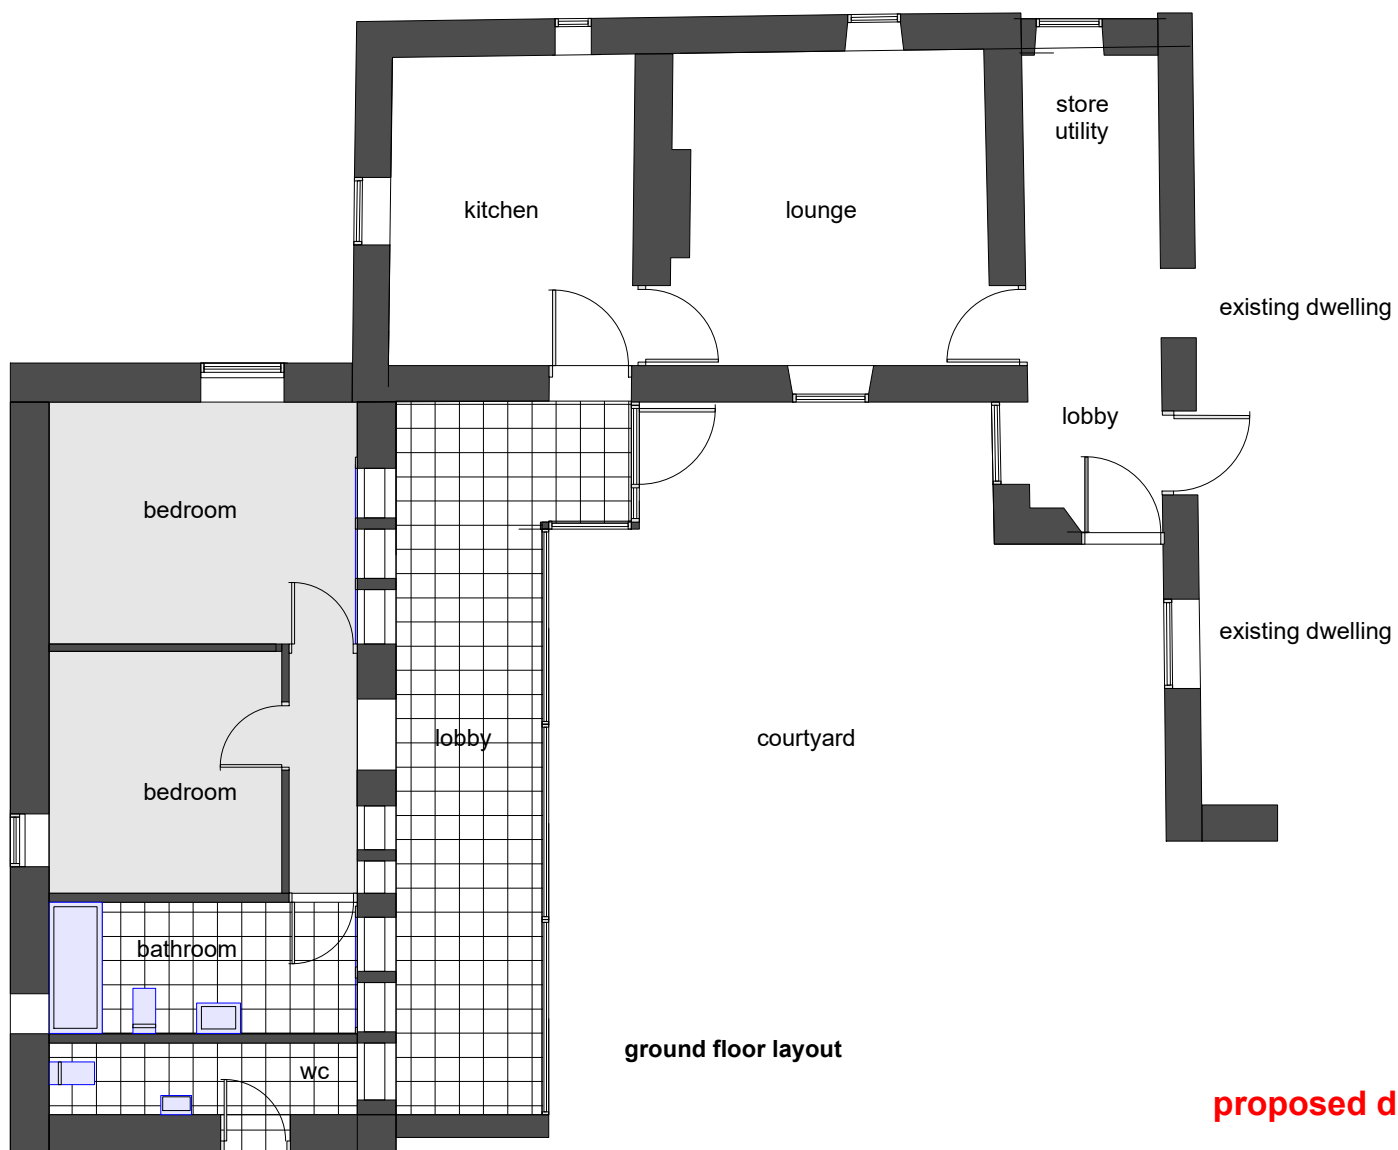 store
utility
kitchen
lounge
existing dwelling
lobby
bedroom
existing dwelling
lobby
courtyard
bedroom
bathroom
ground floor layout
wc
proposed d